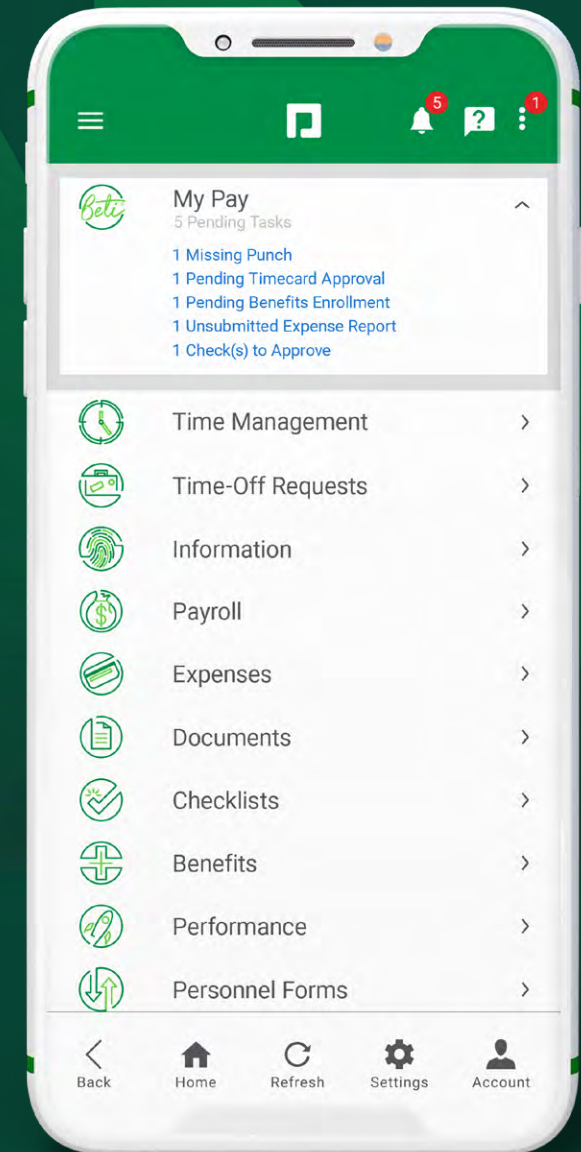 5
?
1
Beti
My Pay
5 Pending Tasks
1 Missing Punch
1 Pending Timecard Approval
1 Pending Benefits Enrollment
1 Unsubmitted Expense Report
1 Check(s) to Approve
Time Management
Time-Off Requests
Information
$
Payroll
Expenses
Documents
Checklists
Benefits
Performance
Personnel Forms
Back Home Refresh Settings Account